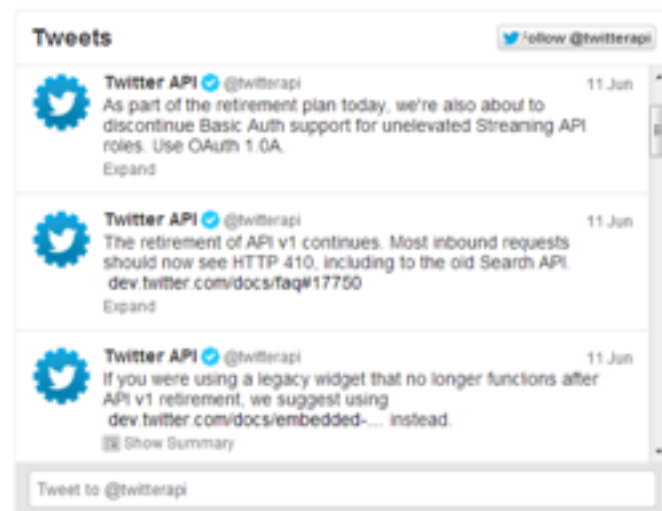 Tweets
Follow @twitterapi
Twitter API @twitterapi 11 Jun
As part of the retirement plan today, we're also about to
discontinue Basic Auth support for unelevated Streaming API
roles. Use OAuth 1.0A.
Expand
Twitter API @twitterapi 11 Jun
The retirement of API v1 continues. Most inbound requests
should now see HTTP 410, including to the old Search API.
dev.twitter.com/docs/faq#17750
Expand
Twitter API @twitterapi 11 Jun
If you were using a legacy widget that no longer functions after
API v1 retirement, we suggest using
dev.twitter.com/docs/embedded-... instead.
Show Summary
Tweet to @twitterapi